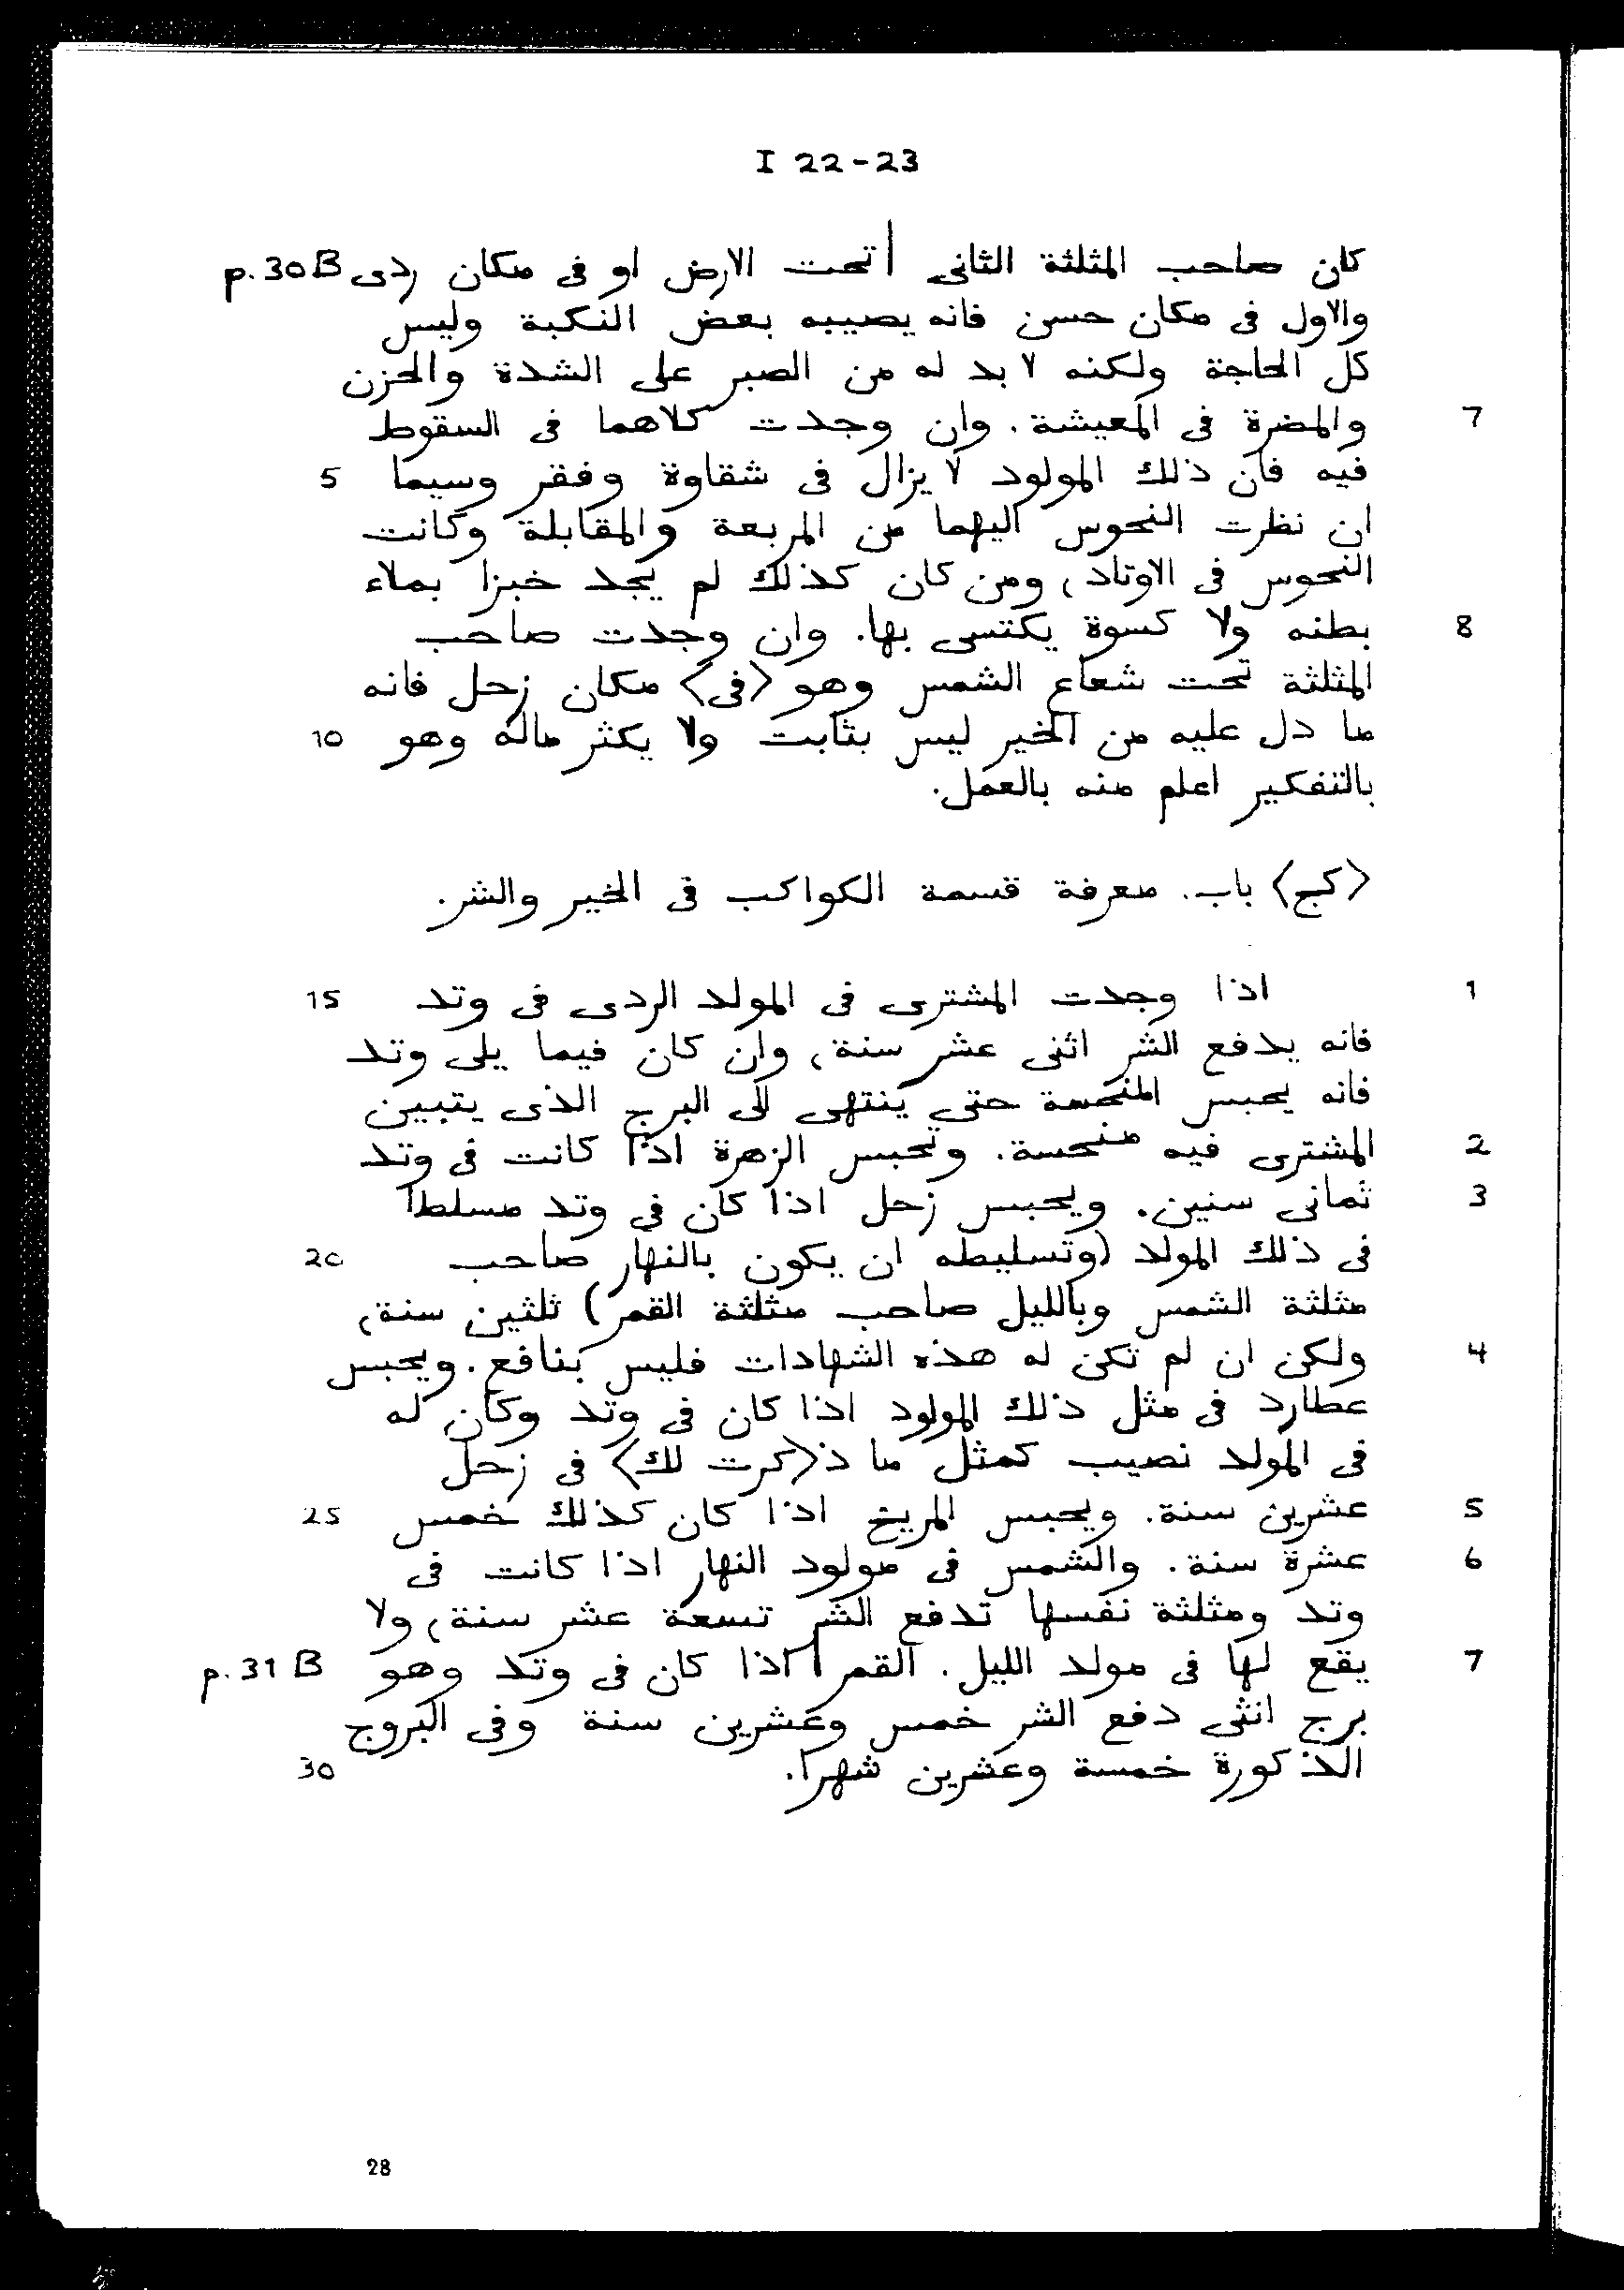 I 22-23
كان صاحب المثلثة الثانى | تحت الارض او فى مكان ردى p. 30B
والاول فى مكان حسن فانه يصيبه بعض النكبة وليس
كل الحاجة ولكنه لا بد له من الصبر على الشدة والحزن
7 والمضرة فى المعيشة. وان وجدت كلاهما فى السقوط
فيه فان ذلك المولود لا يزال فى شقاوة وفقر وسيما 5
ان نظرت النحوس اليهما من المربعة والمقابلة وكانت
النحوس فى الاوتاد، ومن كان كذلك لم يجد خبزا بملاء
8 بطنه ولا كسوة يكتسى بها. وان وجدت صاحب
المثلثة تحت شعاع الشمس وهو <فى> مكان زحل فانه
ما دل عليه من الخير ليس بثابت ولا يكثر ماله وهو 10
بالتفكير اعلم منه بالعمل.
<كج> باب. معرفة قسمة الكواكب فى الخير والشر.
1 اذا وجدت المشترى فى المولد الردى فى وتد 15
فانه يدفع الشر اثنى عشر سنة، وان كان فيما يلى وتد
فانه يحبس المنحسة حتى ينتهى الى البرج الذى يتبين
2 المشترى فيه منحسة. وتحبس الزهرة اذا كانت فى وتد
3 ثمانى سنين. ويحبس زحل اذا كان فى وتد مسلطا
فى ذلك المولد (وتسليطه ان يكون بالنهار صاحب 20
مثلثة الشمس وبالليل صاحب مثلثة القمر) ثلثين سنة،
4 ولكن ان لم تكن له هذه الشهادات فليس بنافع. ويحبس
عطارد فى مثل ذلك المولود اذا كان فى وتد وكان له
فى المولد نصيب كمثل ما ذ<كرت لك> فى زحل
5 عشرين سنة. ويحبس المريخ اذا كان كذلك خمس 25
6 عشرة سنة. والشمس فى مولود النهار اذا كانت فى
وتد ومثلثة نفسها تدفع الشر تسعة عشر سنة، ولا
7 يقع لها فى مولد الليل. القمر | اذا كان فى وتد وهو p. 31 B
برج انثى دفع الشر خمس وعشرين سنة وفى البروج
الذكورة خمسة وعشرين شهرا. 30
28